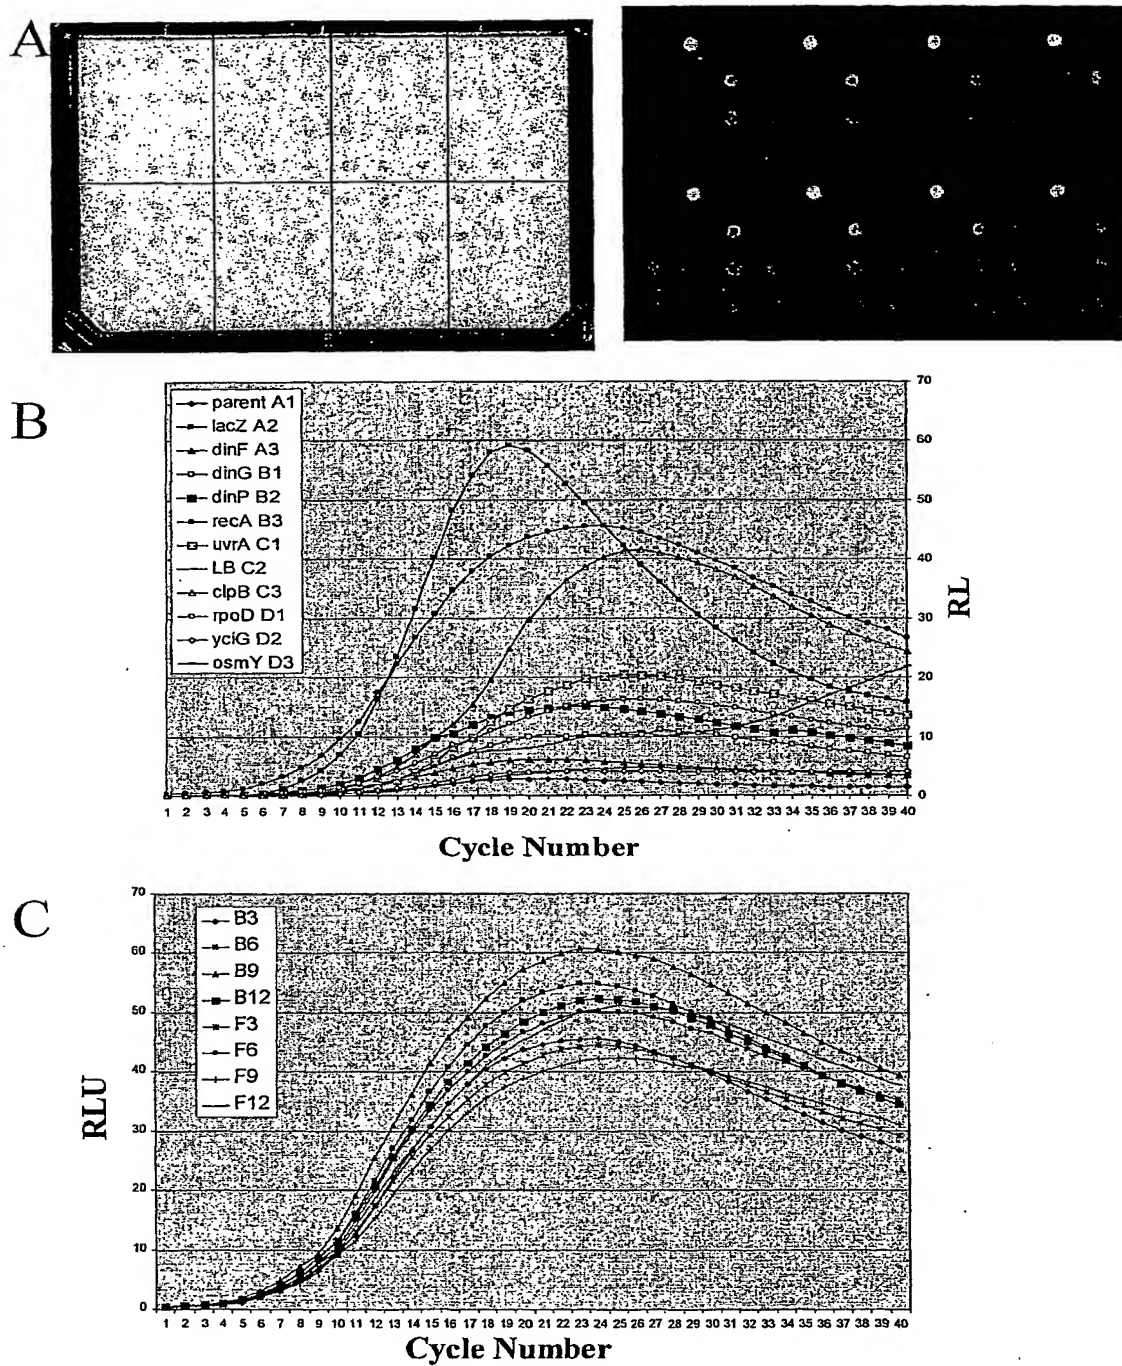 A
B
parent A1
lacZ A2
dinF A3
dinG B1
dinP B2
recA B3
uvrA C1
LB C2
clpB C3
rpoD D1
yciG D2
osmY D3
70
60
50
40
30
20
10
0
RL
1 2 3 4 5 6 7 8 9 10 11 12 13 14 15 16 17 18 19 20 21 22 23 24 25 26 27 28 29 30 31 32 33 34 35 36 37 38 39 40
Cycle Number
C
B3
B6
B9
B12
F3
F6
F9
F12
70
60
50
40
30
20
10
0
RLU
1 2 3 4 5 6 7 8 9 10 11 12 13 14 15 16 17 18 19 20 21 22 23 24 25 26 27 28 29 30 31 32 33 34 35 36 37 38 39 40
Cycle Number